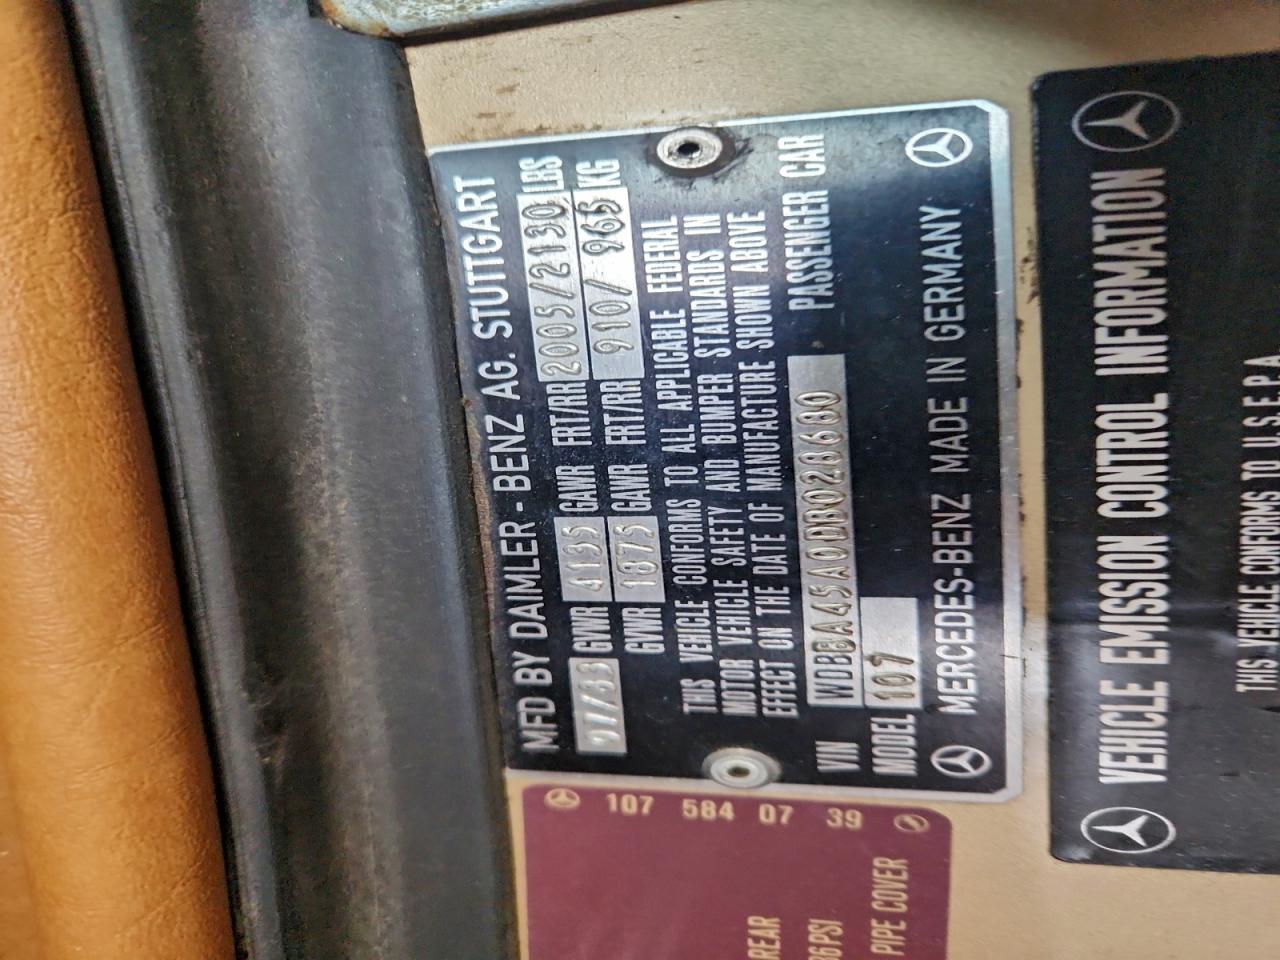 MFD BY DAIMLER - BENZ AG. STUTTGART
07/83 GVWR 4135 GAWR FRT/RR 2005/2130 LBS
GVWR 1875 GAWR FRT/RR 910/ 965 KG
THIS VEHICLE CONFORMS TO ALL APPLICABLE FEDERAL
MOTOR VEHICLE SAFETY AND BUMPER STANDARDS IN
EFFECT ON THE DATE OF MANUFACTURE SHOWN ABOVE
VIN WDBBA45A0DB028680 PASSENGER CAR
MODEL 107
MERCEDES-BENZ MADE IN GERMANY
VEHICLE EMISSION CONTROL INFORMATION
THIS VEHICLE CONFORMS TO U.S.E.P.A
107 584 07 39
REAR
36PSI
PIPE COVER